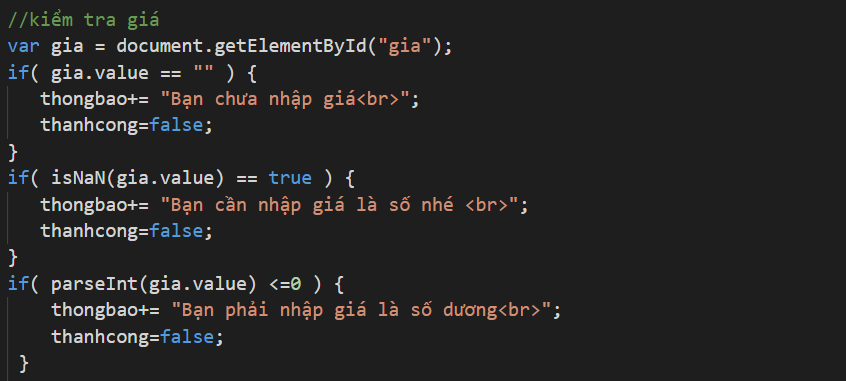 //kiểm tra giá
var gia = document.getElementById("gia");
if( gia.value == "" ) {
   thongbao+= "Bạn chưa nhập giá<br>";
   thanhcong=false;
}
if( isNaN(gia.value) == true ) {
   thongbao+= "Bạn cần nhập giá là số nhé <br>";
   thanhcong=false;
}
if( parseInt(gia.value) <=0 ) {
    thongbao+= "Bạn phải nhập giá là số dương<br>";
    thanhcong=false;
 }